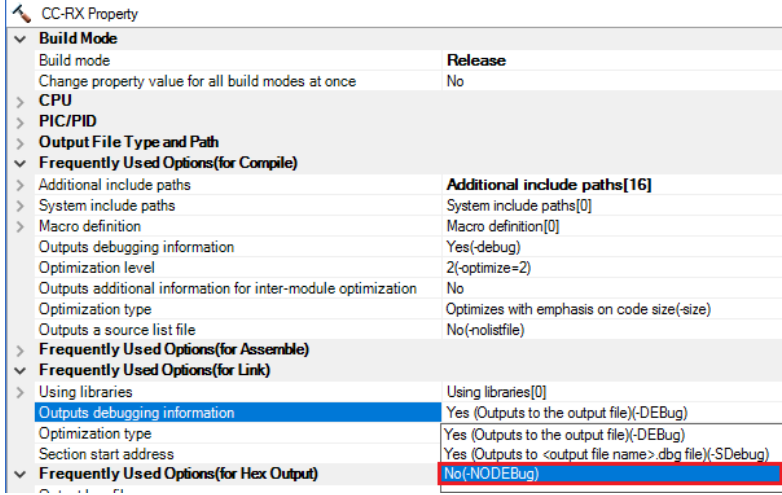 CC-RX Property
Build Mode
Build mode Release
Change property value for all build modes at once No
CPU
PIC/PID
Output File Type and Path
Frequently Used Options(for Compile)
Additional include paths Additional include paths[16]
System include paths System include paths[0]
Macro definition Macro definition[0]
Outputs debugging information Yes(-debug)
Optimization level 2(-optimize=2)
Outputs additional information for inter-module optimization No
Optimization type Optimizes with emphasis on code size(-size)
Outputs a source list file No(-nolistfile)
Frequently Used Options(for Assemble)
Frequently Used Options(for Link)
Using libraries Using libraries[0]
Outputs debugging information Yes (Outputs to the output file)(-DEBug)
Optimization type Yes (Outputs to the output file)(-DEBug)
Section start address Yes (Outputs to <output file name>.dbg file)(-SDebug)
Frequently Used Options(for Hex Output) No(-NODEBug)